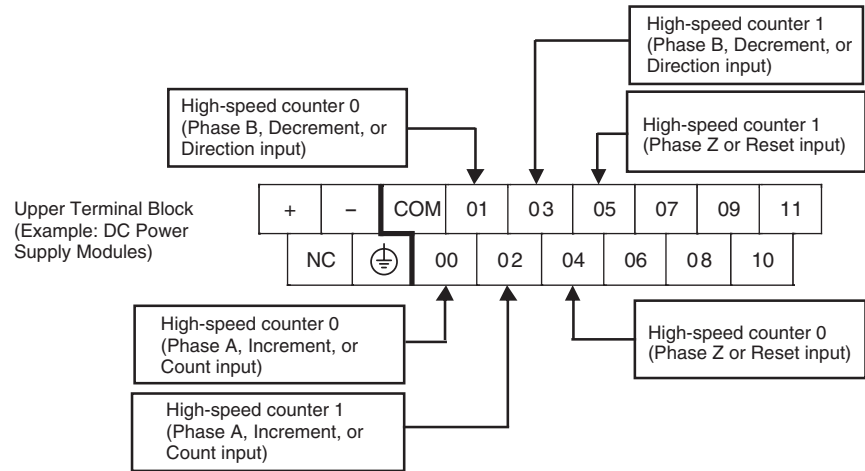 High-speed counter 1
(Phase B, Decrement, or
Direction input)
High-speed counter 0
(Phase B, Decrement, or
Direction input)
High-speed counter 1
(Phase Z or Reset input)
Upper Terminal Block
(Example: DC Power
Supply Modules)
+ − COM 01 03 05 07 09 11
NC 00 02 04 06 08 10
High-speed counter 0
(Phase A, Increment, or
Count input)
High-speed counter 0
(Phase Z or Reset input)
High-speed counter 1
(Phase A, Increment, or
Count input)